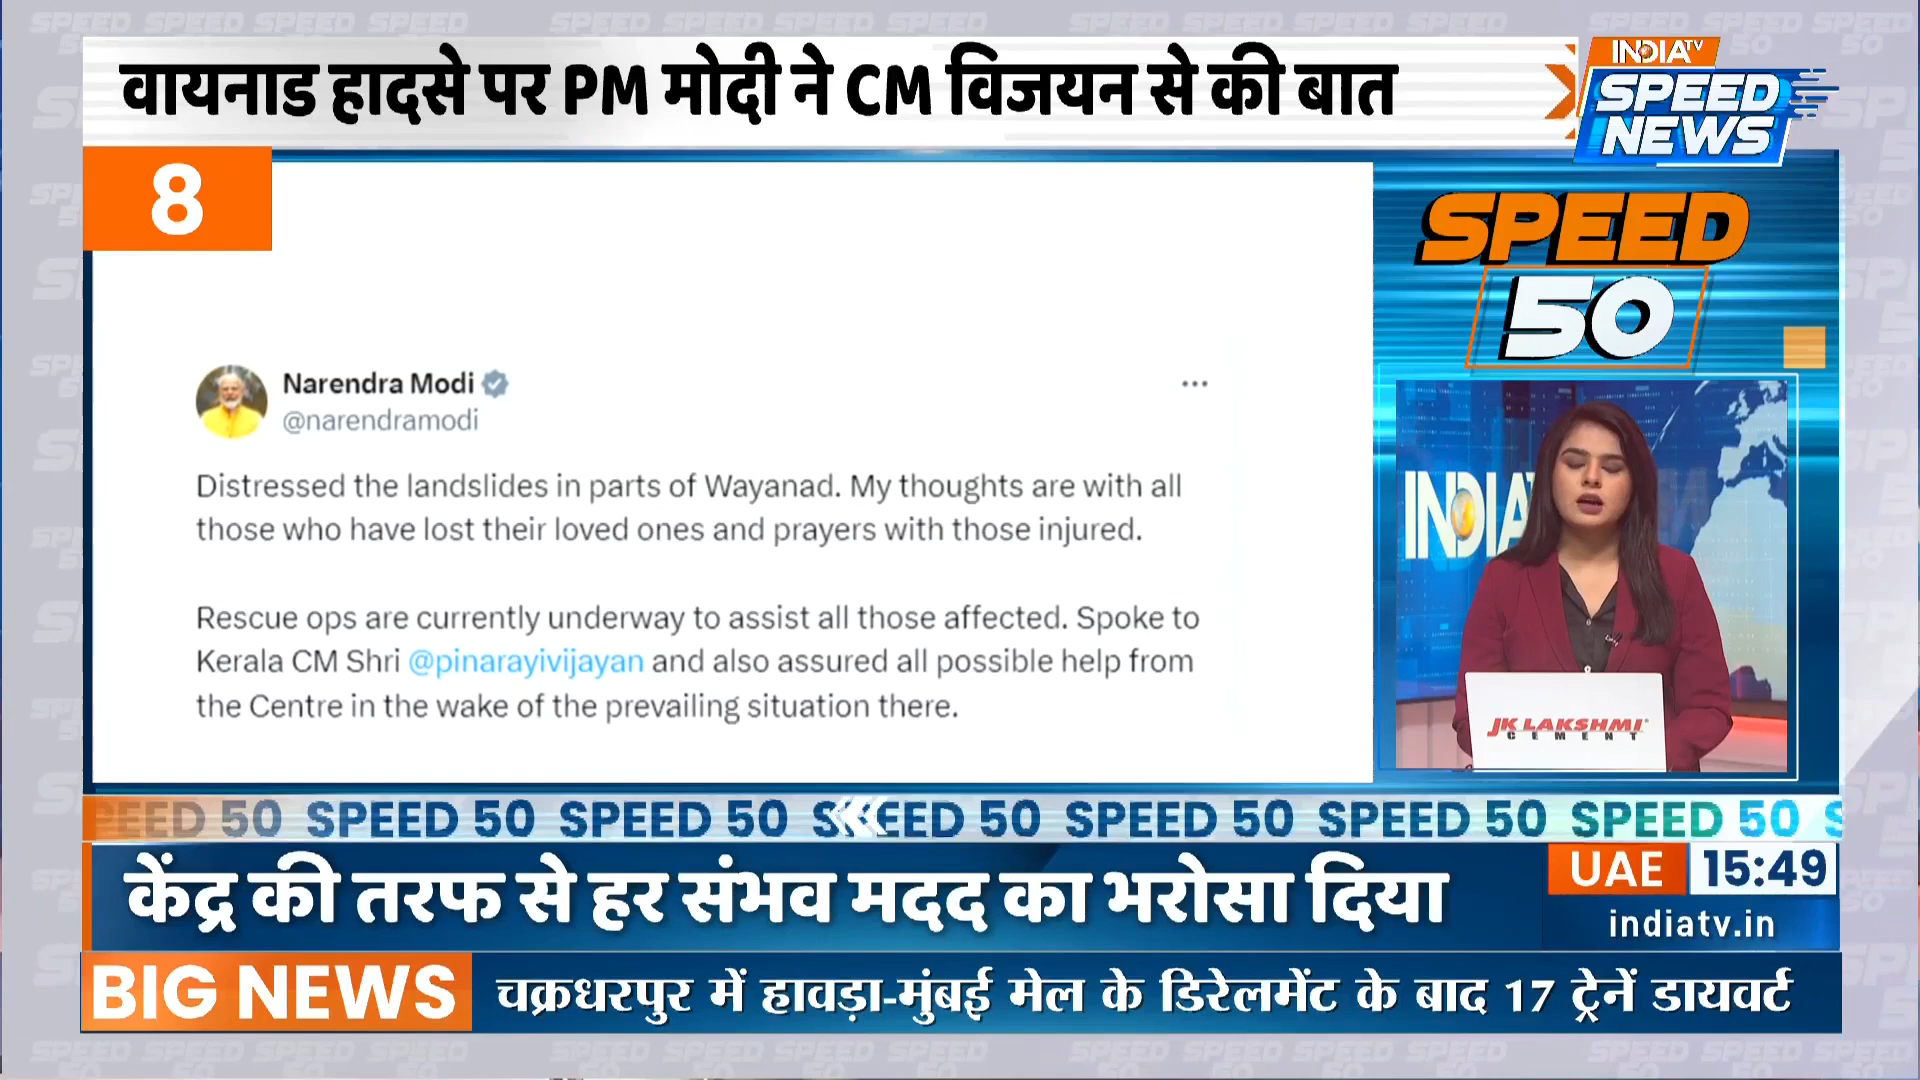 वायनाड हादसे पर PM मोदी ने CM विजयन से की बात
INDIA TV
SPEED
NEWS
8
SPEED
50
Narendra Modi
@narendramodi
Distressed the landslides in parts of Wayanad. My thoughts are with all
those who have lost their loved ones and prayers with those injured.
Rescue ops are currently underway to assist all those affected. Spoke to
Kerala CM Shri @pinarayivijayan and also assured all possible help from
the Centre in the wake of the prevailing situation there.
INDIA
JK LAKSHMI
CEMENT
SPEED 50 SPEED 50 SPEED 50 SPEED 50 SPEED 50 SPEED 50
केंद्र की तरफ से हर संभव मदद का भरोसा दिया
UAE 15:49
indiatv.in
BIG NEWS
चक्रधरपुर में हावड़ा-मुंबई मेल के डिरेलमेंट के बाद 17 ट्रेनें डायवर्ट